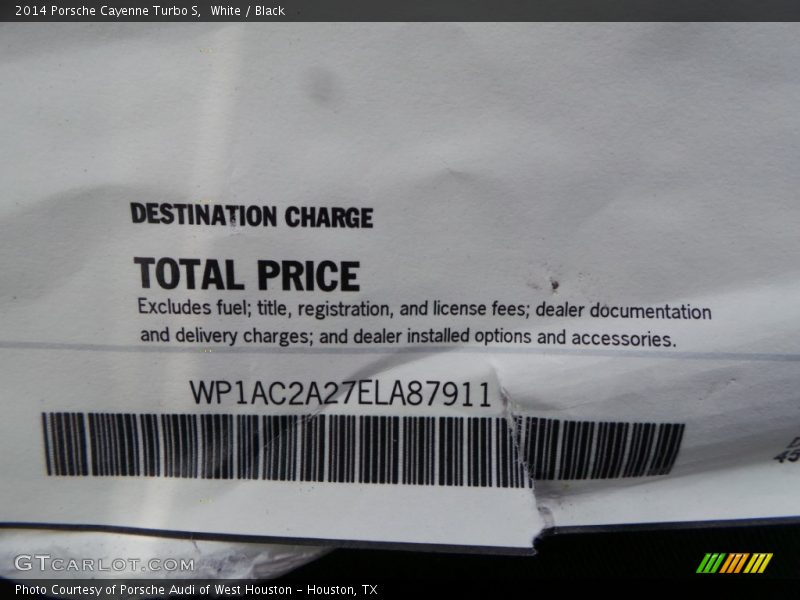 2014 Porsche Cayenne Turbo S, White / Black
DESTINATION CHARGE
TOTAL PRICE
Excludes fuel; title, registration, and license fees; dealer documentation
and delivery charges; and dealer installed options and accessories.
WP1AC2A27ELA87911
GTCARLOT.COM
Photo Courtesy of Porsche Audi of West Houston - Houston, TX